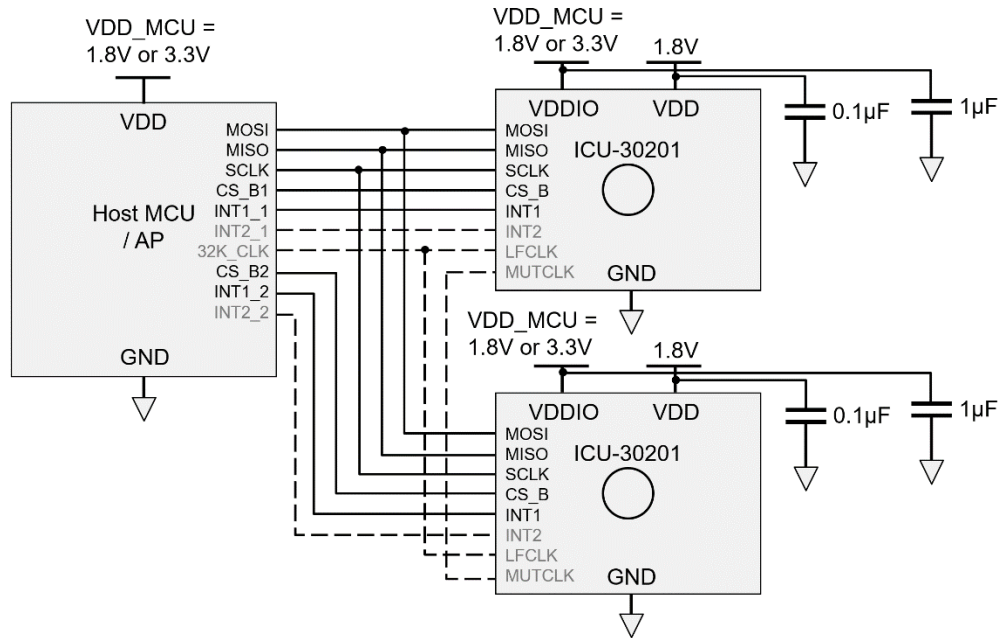 VDD_MCU =
1.8V or 3.3V
VDD
MOSI
MISO
SCLK
CS_B1
INT1_1
INT2_1
32K_CLK
CS_B2
INT1_2
INT2_2
Host MCU
/ AP
GND
VDD_MCU =
1.8V or 3.3V
1.8V
VDDIO
VDD
MOSI
MISO
SCLK
CS_B
INT1
INT2
LFCLK
MUTCLK
ICU-30201
GND
0.1µF
1µF
VDD_MCU =
1.8V or 3.3V
1.8V
VDDIO
VDD
MOSI
MISO
SCLK
CS_B
INT1
INT2
LFCLK
MUTCLK
ICU-30201
GND
0.1µF
1µF